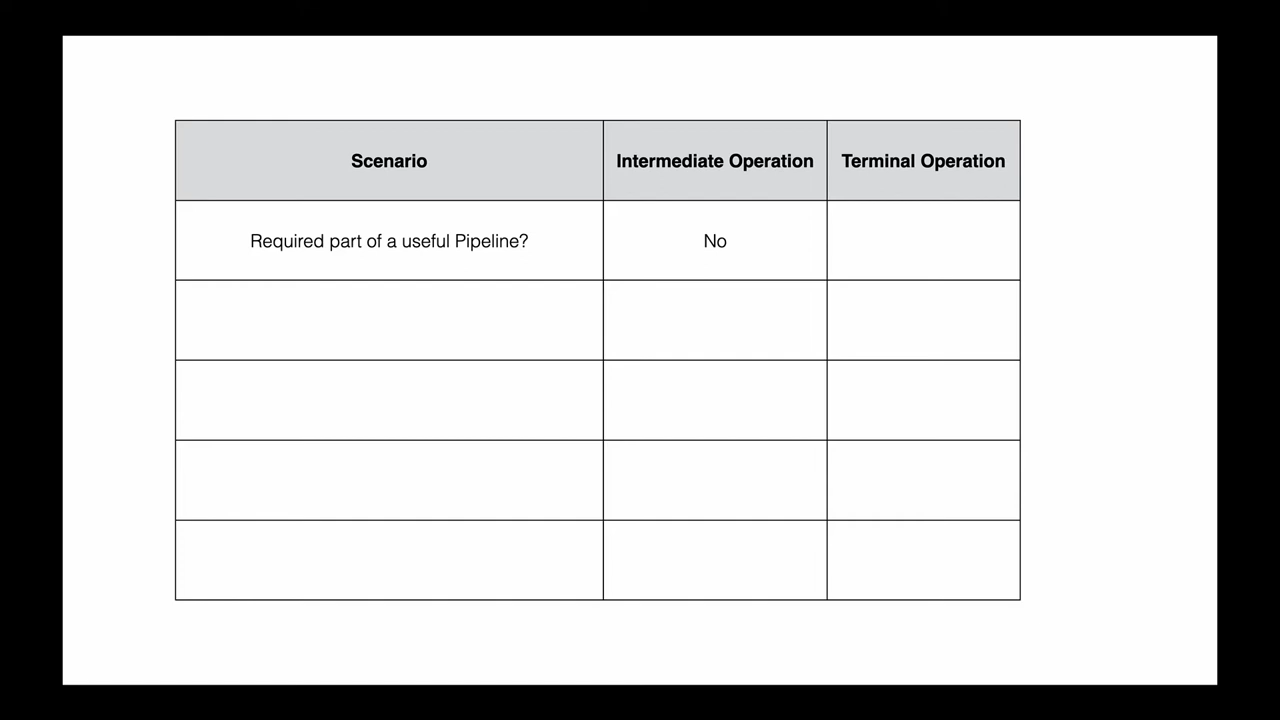 Scenario
Intermediate Operation
Terminal Operation
Required part of a useful Pipeline?
No